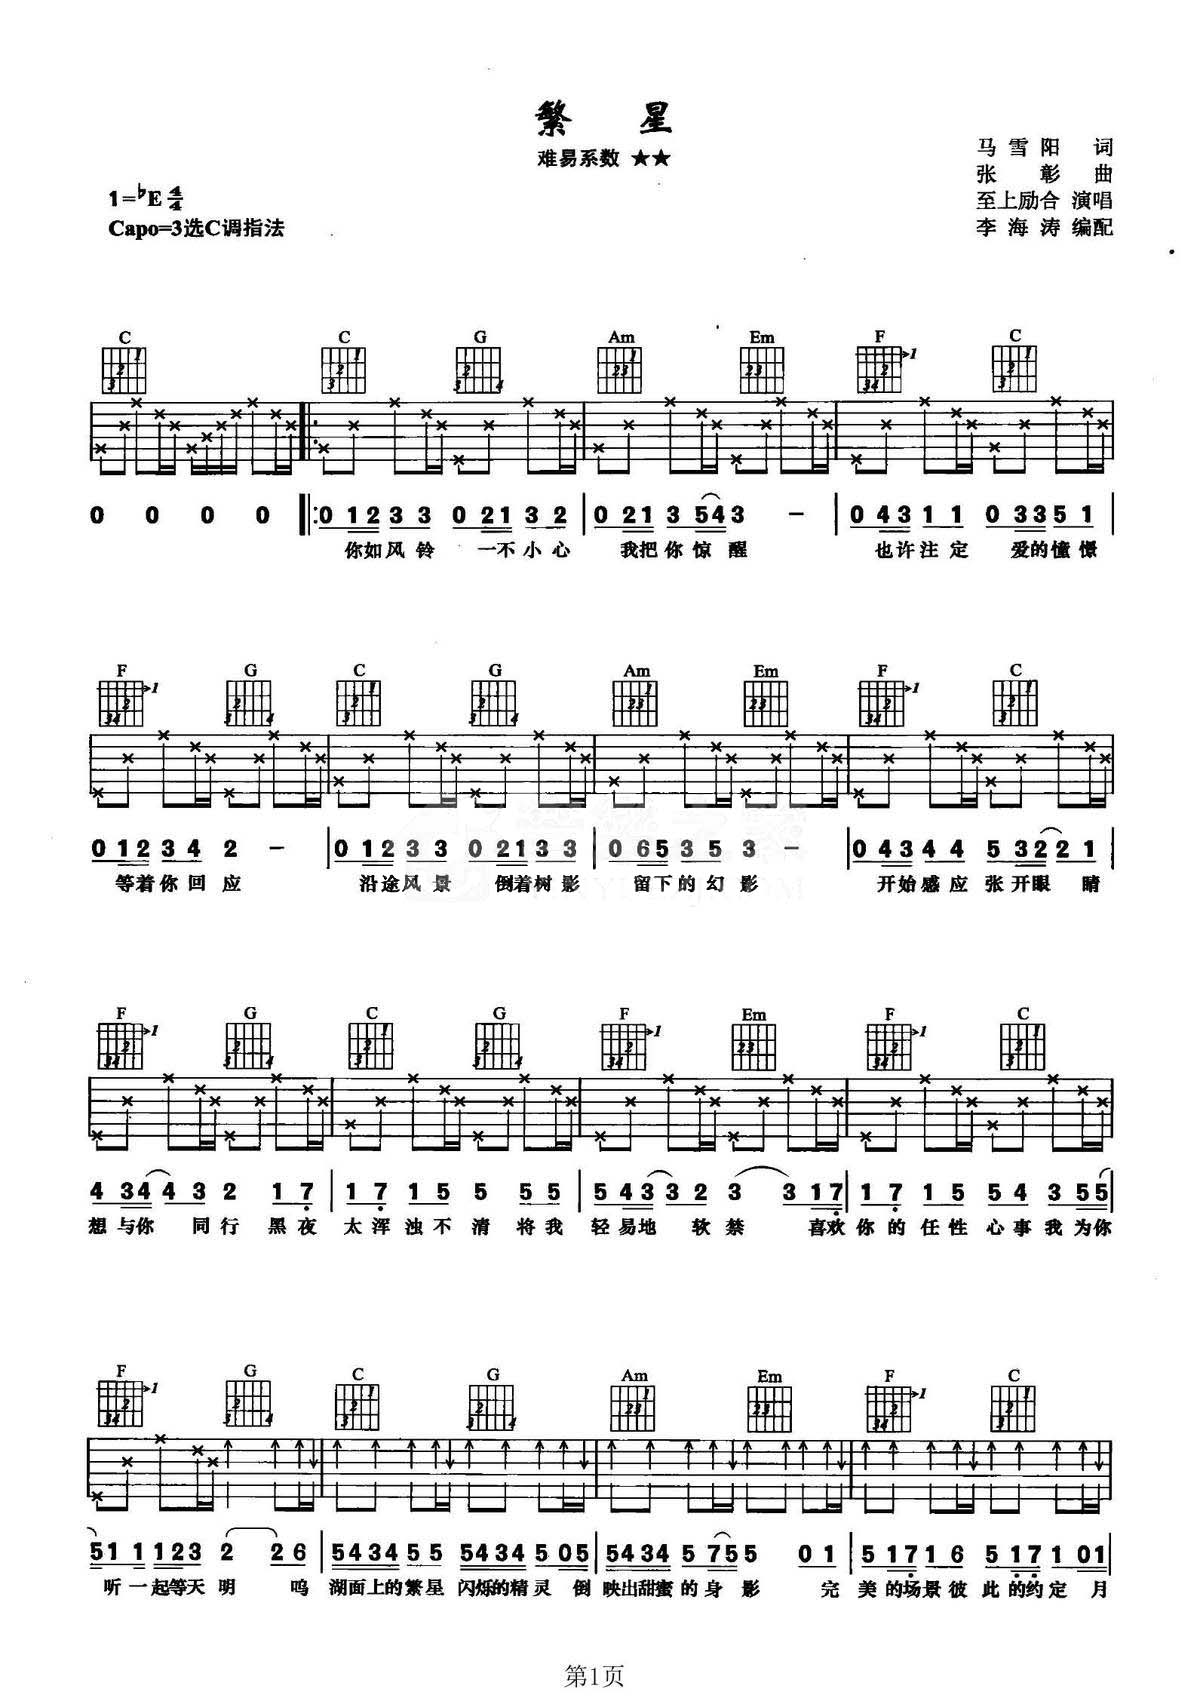 繁 星
难易系数 ★★
马雪阳 词
张 彰 曲
至上励合 演唱
李海涛 编配
1=♭E 4/4
Capo=3选C调指法
C C G Am Em F C
0 0 0 0 0 1 2 3 3 0 2 1 3 2 0 2 1 3 5 4 3 – 0 4 3 1 1 0 3 3 5 1
你如风铃 一不小心 我把你惊醒 也许注定 爱的憧憬
F G C G Am Em F C
0 1 2 3 4 2 – 0 1 2 3 3 0 2 1 3 3 0 6 5 3 5 3 – 0 4 3 4 4 5 3 2 2 1
等着你回应 沿途风景 倒着树影 留下的幻影 开始感应张开眼睛
F G C G F Em F C
4 3 4 4 3 2 1 7 1 7 1 5 5 5 5 5 4 3 3 2 3 3 1 7 1 7 1 5 5 4 3 5 5
想与你 同行 黑夜 太浑浊不清将我 轻易地 软禁 喜欢 你的任性心事我为你
F G C G Am Em F C
5 1 1 1 2 3 2 2 6 5 4 3 4 5 5 5 4 3 4 5 0 5 5 4 3 4 5 7 5 5 0 1 5 1 7 1 6 5 1 7 1 0 1
听一起等天明 呜 湖面上的繁星 闪烁的精灵 倒 映出甜蜜的身影 完 美的场景彼此的约定 月
第1页